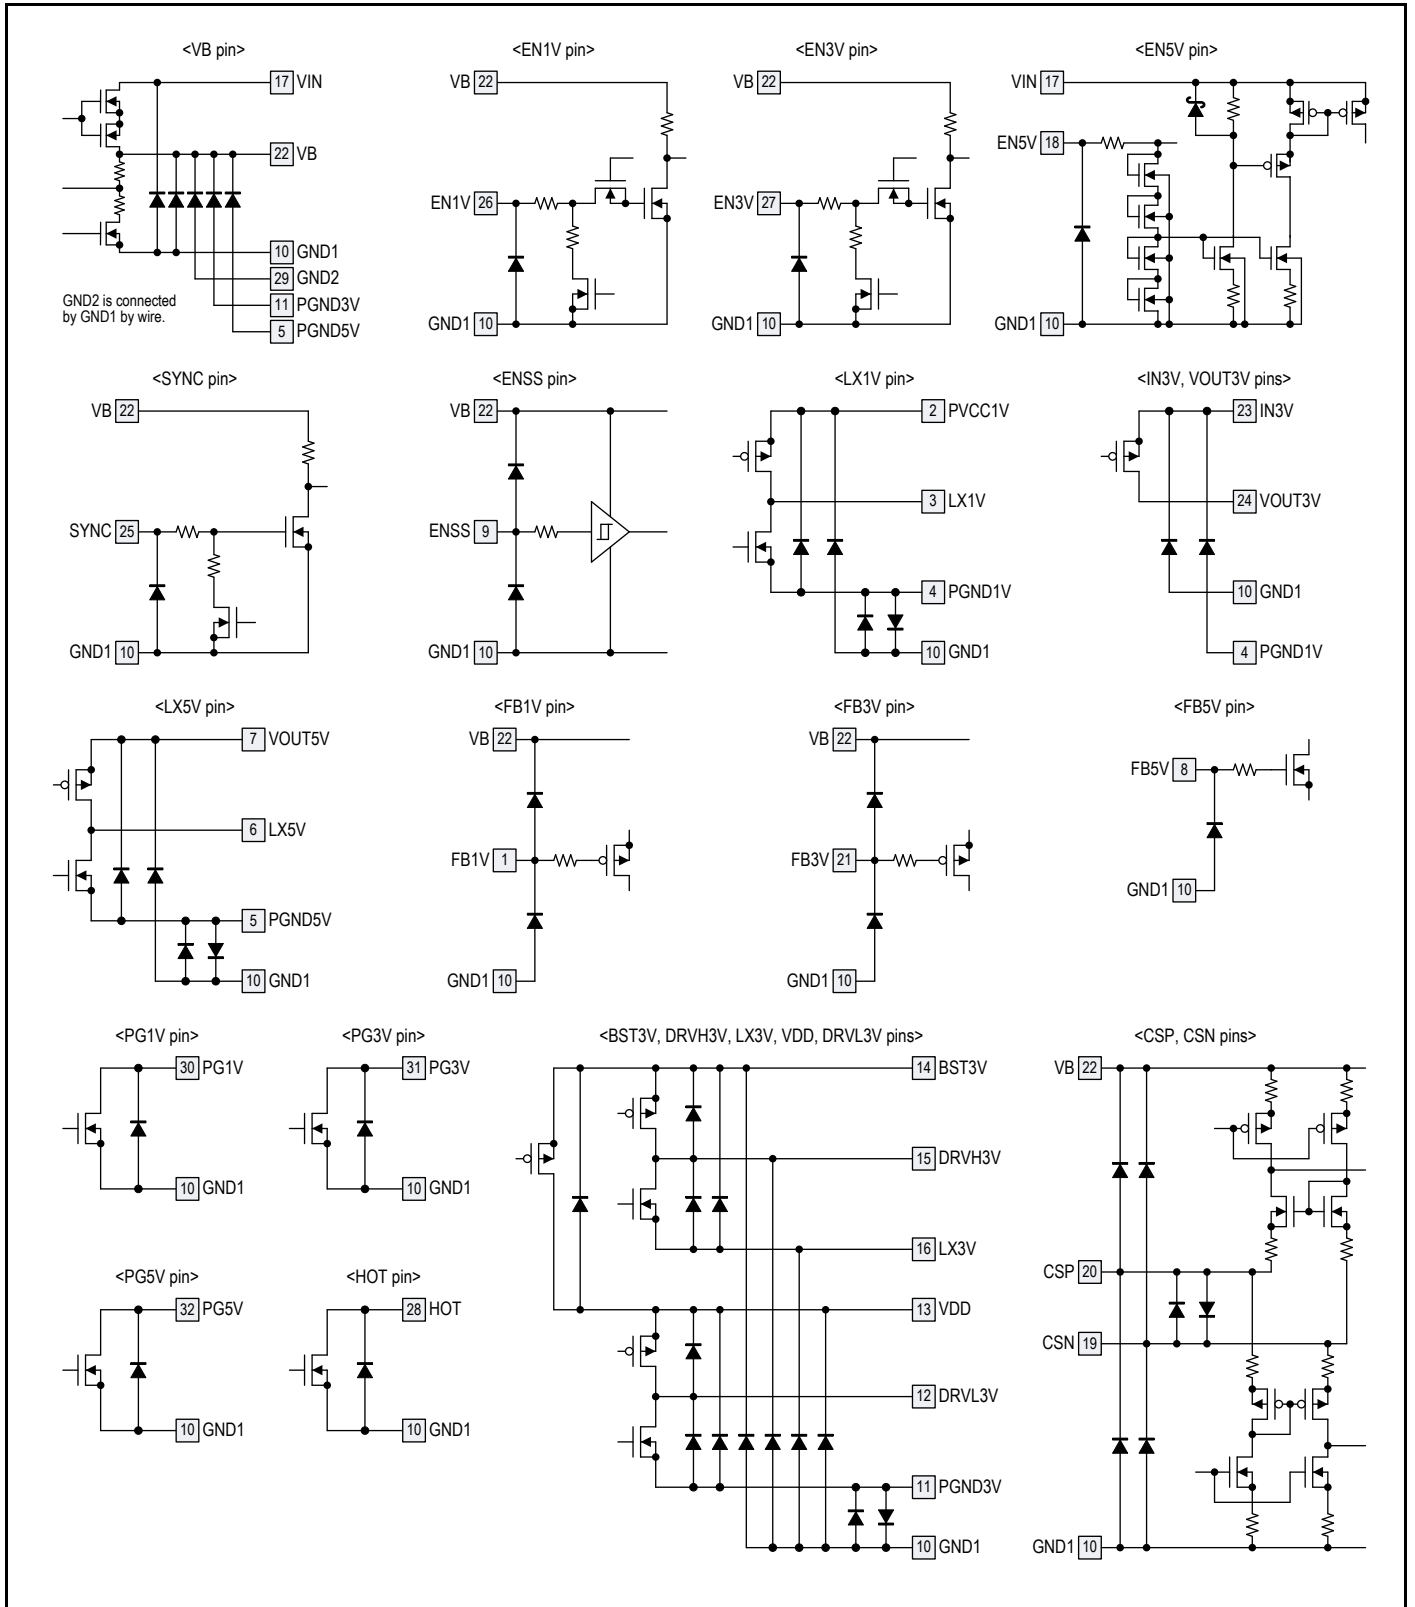 <VB pin>
17 VIN
22 VB
10 GND1
29 GND2
11 PGND3V
5 PGND5V
GND2 is connected
by GND1 by wire.
<EN1V pin>
VB 22
EN1V 26
GND1 10
<EN3V pin>
VB 22
EN3V 27
GND1 10
<EN5V pin>
VIN 17
EN5V 18
GND1 10
<SYNC pin>
VB 22
SYNC 25
GND1 10
<ENSS pin>
VB 22
ENSS 9
GND1 10
<LX1V pin>
2 PVCC1V
3 LX1V
4 PGND1V
10 GND1
<IN3V, VOUT3V pins>
23 IN3V
24 VOUT3V
10 GND1
4 PGND1V
<LX5V pin>
7 VOUT5V
6 LX5V
5 PGND5V
10 GND1
<FB1V pin>
VB 22
FB1V 1
GND1 10
<FB3V pin>
VB 22
FB3V 21
GND1 10
<FB5V pin>
FB5V 8
GND1 10
<PG1V pin>
30 PG1V
10 GND1
<PG3V pin>
31 PG3V
10 GND1
<PG5V pin>
32 PG5V
10 GND1
<HOT pin>
28 HOT
10 GND1
<BST3V, DRVH3V, LX3V, VDD, DRVL3V pins>
14 BST3V
15 DRVH3V
16 LX3V
13 VDD
12 DRVL3V
11 PGND3V
10 GND1
<CSP, CSN pins>
VB 22
CSP 20
CSN 19
GND1 10